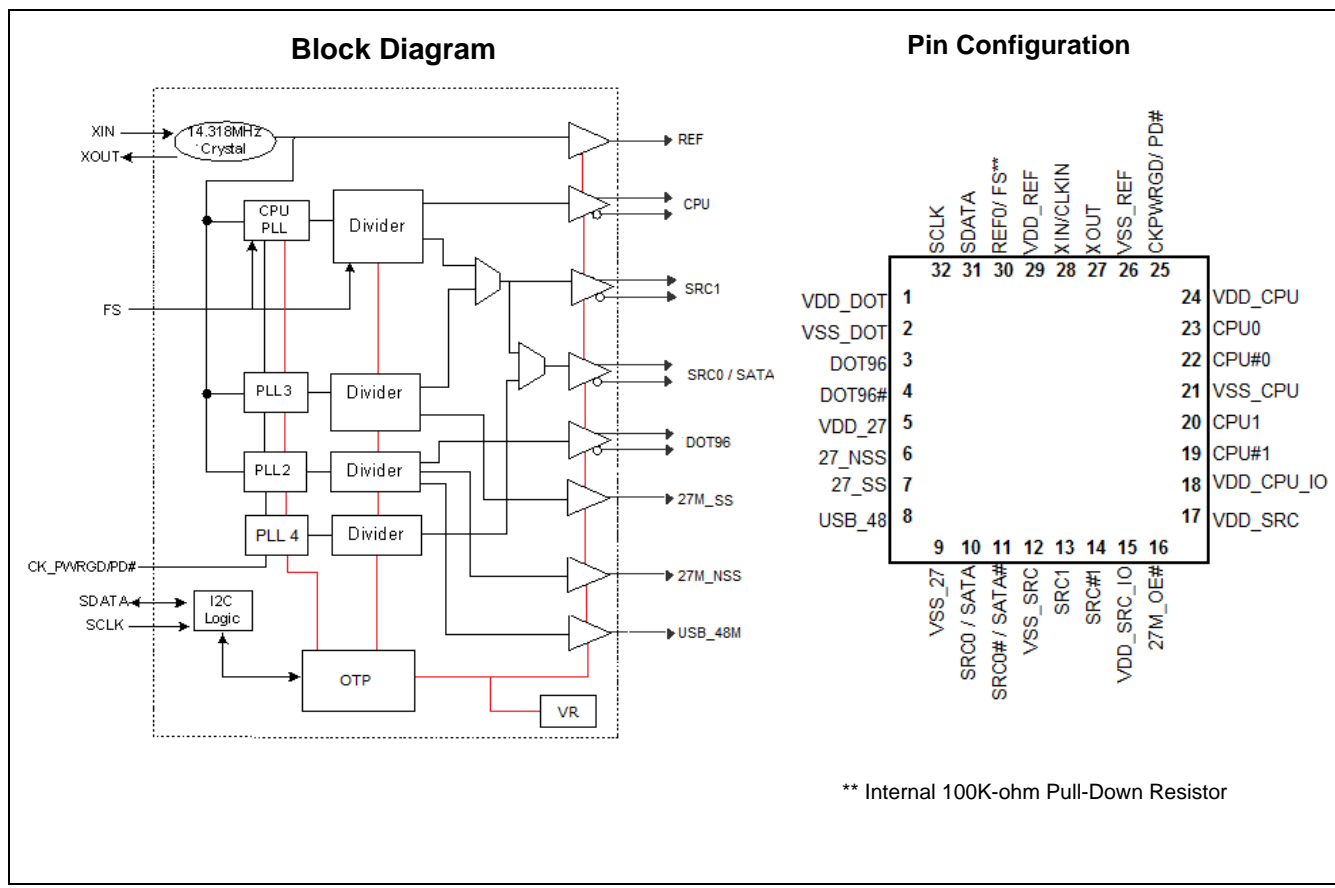 Block Diagram
XIN
XOUT
14.318MHz
Crystal
REF
CPU
PLL
Divider
CPU
SRC1
FS
PLL3
Divider
SRC0 / SATA
DOT96
PLL2
Divider
27M_SS
PLL 4
Divider
CK_PWRGD/PD#
27M_NSS
SDATA
SCLK
I2C
Logic
USB_48M
OTP
VR
Pin Configuration
SCLK
SDATA
REF0/ FS**
VDD_REF
XIN/CLKIN
XOUT
VSS_REF
CKPWRGD/ PD#
32 31 30 29 28 27 26 25
VDD_DOT 1
VSS_DOT 2
DOT96 3
DOT96# 4
VDD_27 5
27_NSS 6
27_SS 7
USB_48 8
24 VDD_CPU
23 CPU0
22 CPU#0
21 VSS_CPU
20 CPU1
19 CPU#1
18 VDD_CPU_IO
17 VDD_SRC
9 10 11 12 13 14 15 16
VSS_27
SRC0 / SATA
SRC0# / SATA#
VSS_SRC
SRC1
SRC#1
VDD_SRC_IO
27M_OE#
** Internal 100K-ohm Pull-Down Resistor